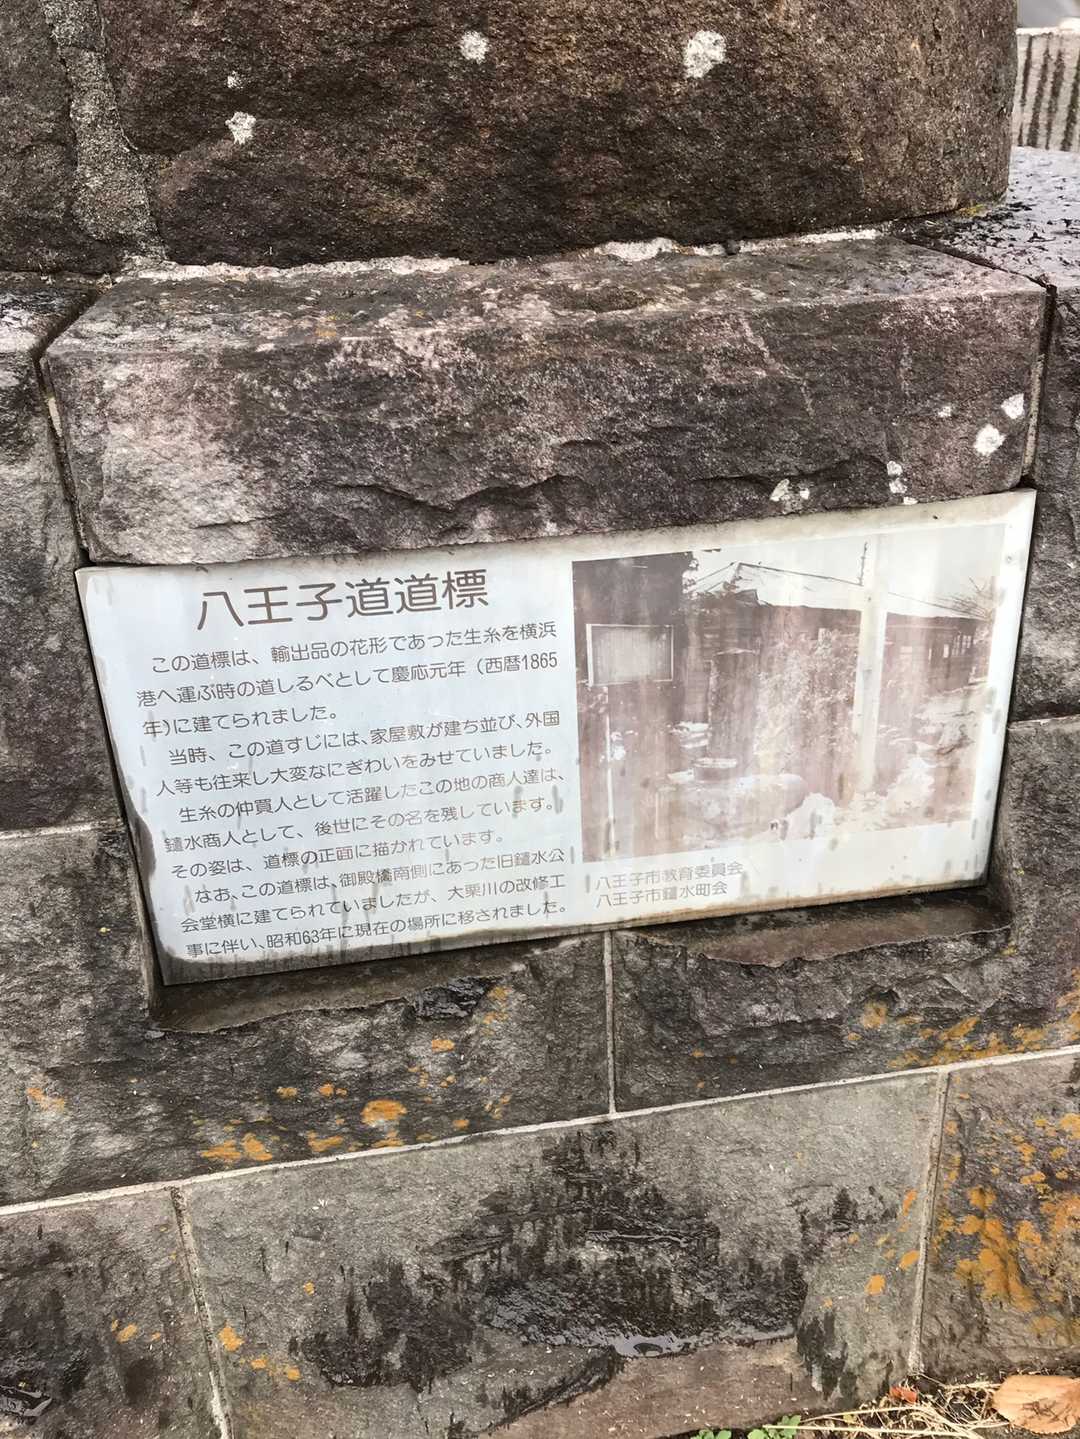 八王子道道標
この道標は、輸出品の花形であった生糸を横浜
港へ運ぶ時の道しるべとして慶応元年（西暦1865
年）に建てられました。
当時、この道すじには、家屋敷が建ち並び、外国
人等も往来し大変なにぎわいをみせていました。
生糸の仲買人として活躍したこの地の商人達は、
鑓水商人として、後世にその名を残しています。
その姿は、道標の正面に描かれています。
なお、この道標は、御殿橋南側にあった旧鑓水公
会堂横に建てられていましたが、大栗川の改修工
事に伴い、昭和63年に現在の場所に移されました。
八王子市教育委員会
八王子市鑓水町会